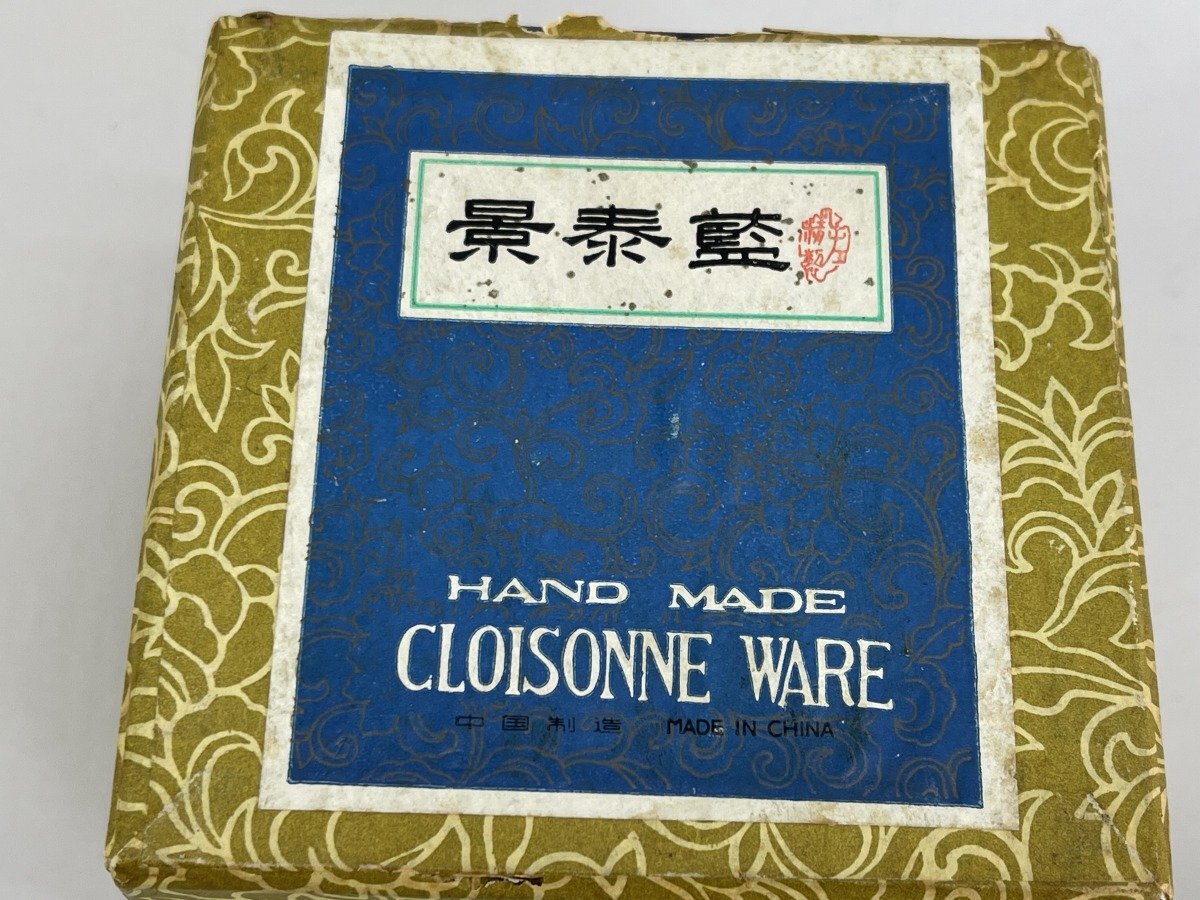 景泰藍
HAND MADE
CLOISONNE WARE
中国制造 MADE IN CHINA